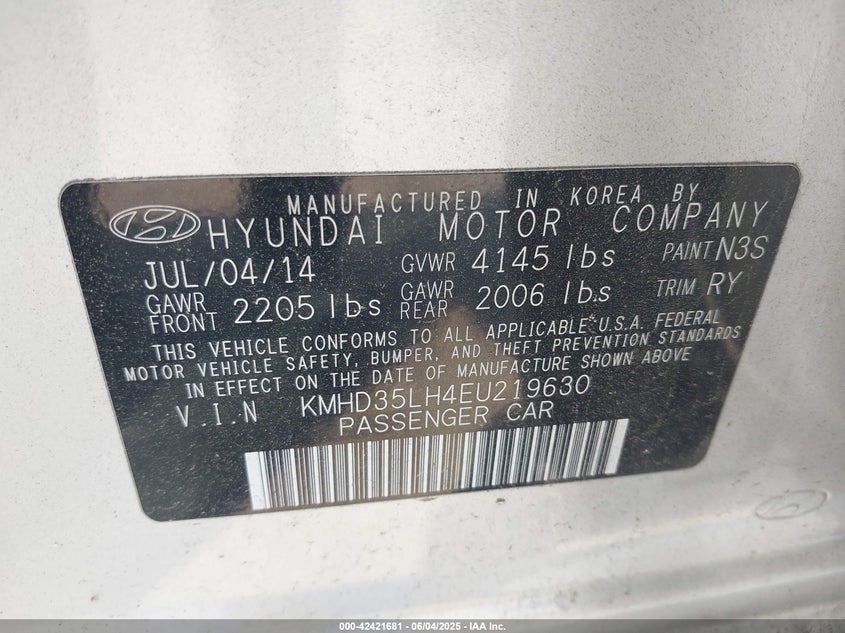 MANUFACTURED IN KOREA BY
HYUNDAI MOTOR COMPANY
JUL/04/14 GVWR 4145 lbs PAINT N3S
GAWR FRONT 2205 lbs GAWR REAR 2006 lbs TRIM RY
THIS VEHICLE CONFORMS TO ALL APPLICABLE U.S.A. FEDERAL
MOTOR VEHICLE SAFETY, BUMPER, AND THEFT PREVENTION STANDARDS
IN EFFECT ON THE DATE OF MANUFACTURE SHOWN ABOVE
V.I.N KMHD35LH4EU219630
PASSENGER CAR
000-42421681 - 06/04/2025 - IAA Inc.